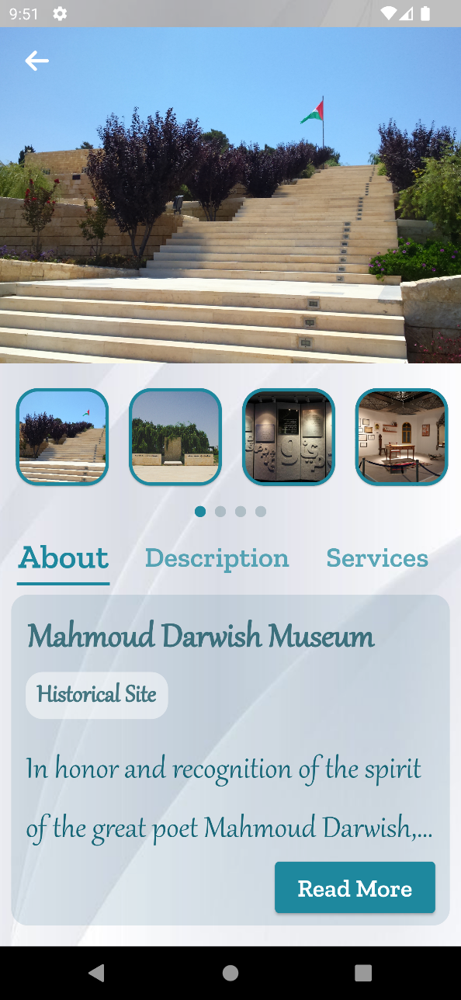 9:51
About Description Services
Mahmoud Darwish Museum
Historical Site
In honor and recognition of the spirit
of the great poet Mahmoud Darwish,...
Read More